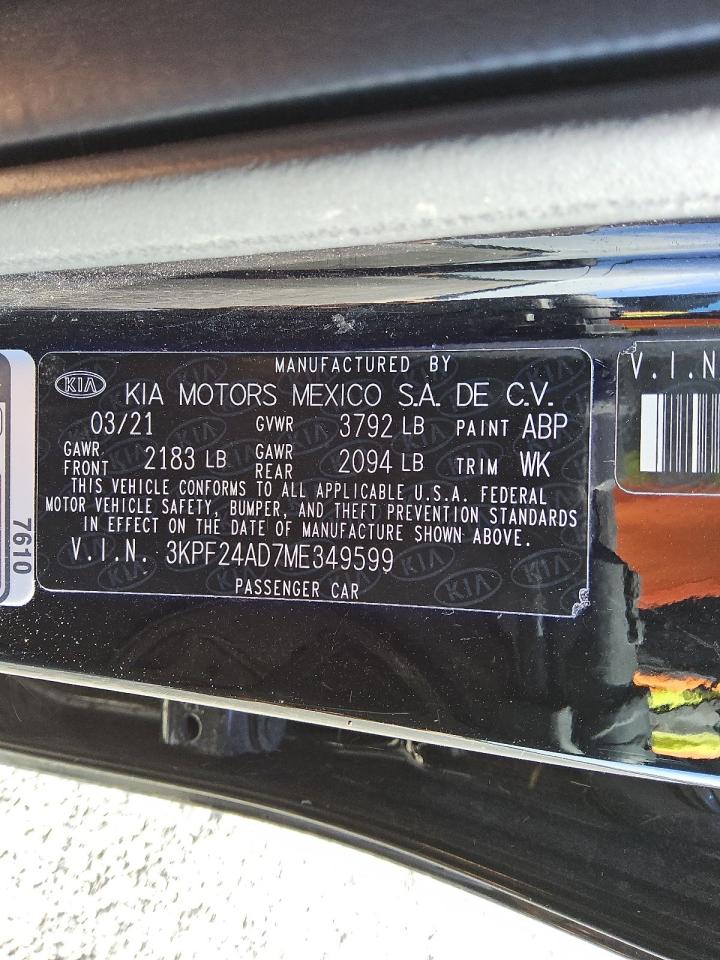 MANUFACTURED BY
KIA KIA MOTORS MEXICO S.A. DE C.V.
03/21 GVWR 3792 LB PAINT ABP
GAWR FRONT 2183 LB GAWR REAR 2094 LB TRIM WK
THIS VEHICLE CONFORMS TO ALL APPLICABLE U.S.A. FEDERAL
MOTOR VEHICLE SAFETY, BUMPER, AND THEFT PREVENTION STANDARDS
IN EFFECT ON THE DATE OF MANUFACTURE SHOWN ABOVE.
V.I.N. 3KPF24AD7ME349599
PASSENGER CAR
7610
V.I.N